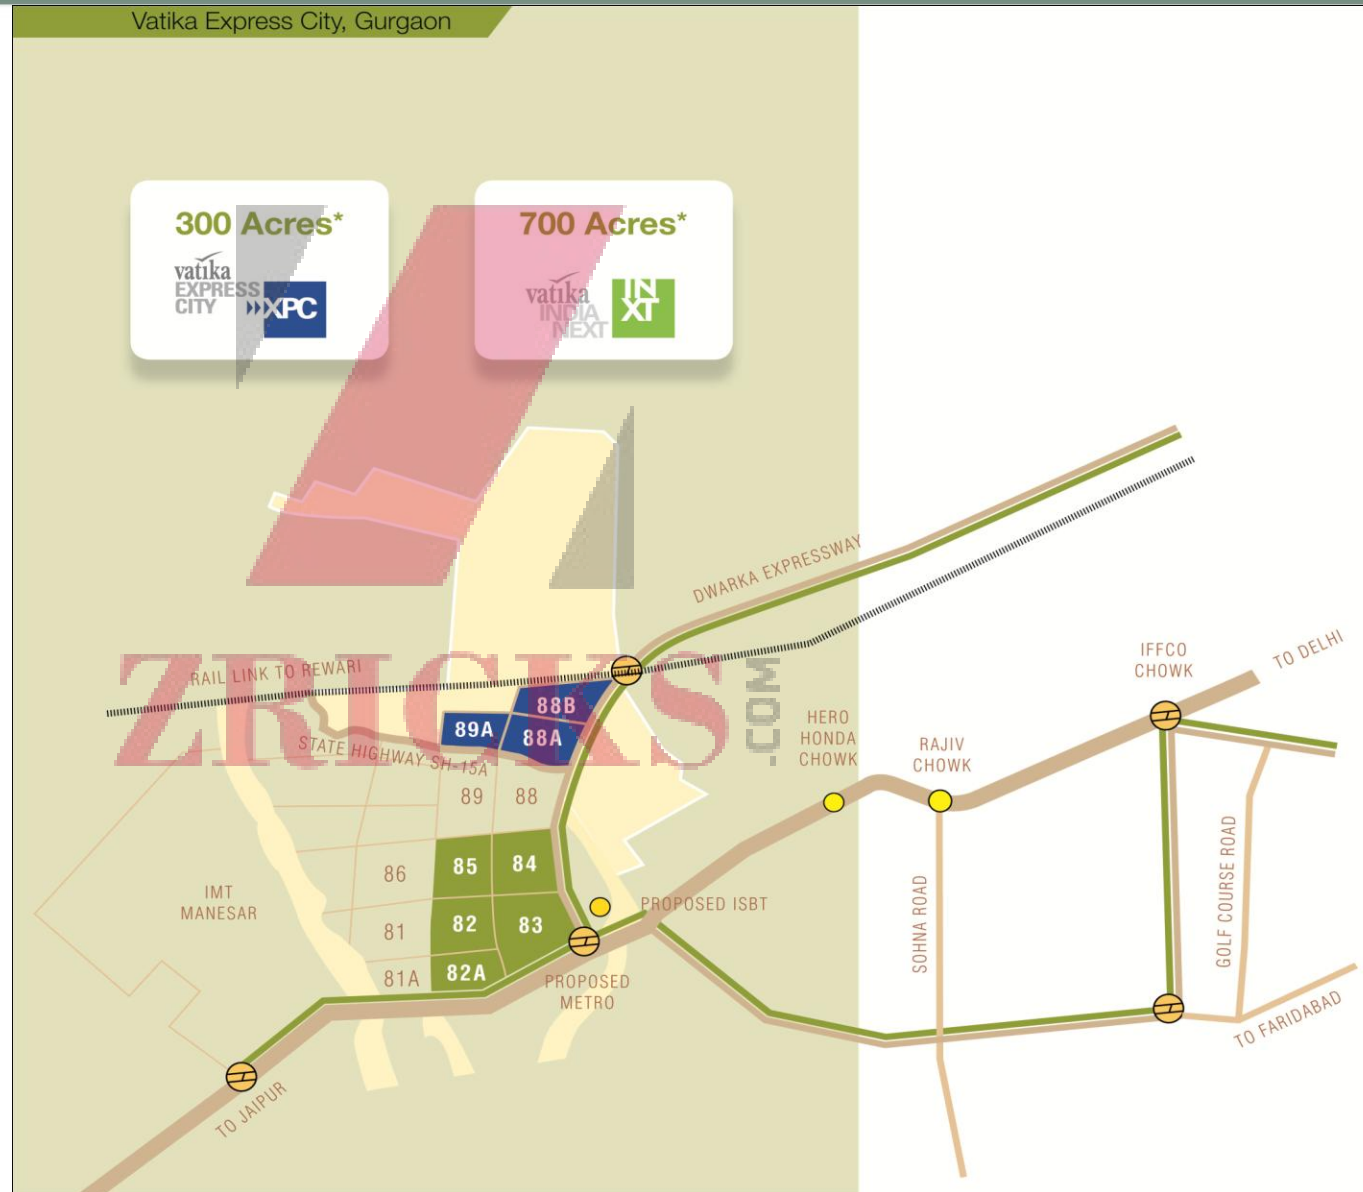 Vatika Express City, Gurgaon
300 Acres*
vatika
EXPRESS
CITY
XPC
700 Acres*
vatika
INDIA
NEXT
IN
XT
DWARKA EXPRESSWAY
RAIL LINK TO REWARI
STATE HIGHWAY SH-15A
ZRICKS
.COM
88B
89A
88A
89
88
85
84
86
82
83
81
82A
81A
IMT
MANESAR
PROPOSED ISBT
PROPOSED
METRO
TO JAIPUR
HERO
HONDA
CHOWK
RAJIV
CHOWK
IFFCO
CHOWK
TO DELHI
SOHNA ROAD
GOLF COURSE ROAD
TO FARIDABAD